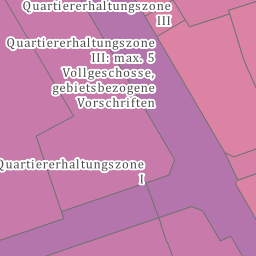 Quartiererhaltungszone
III
Quartiererhaltungszone
III: max. 5
Vollgeschosse,
gebietsbezogene
Vorschriften
Quartiererhaltungszone
I